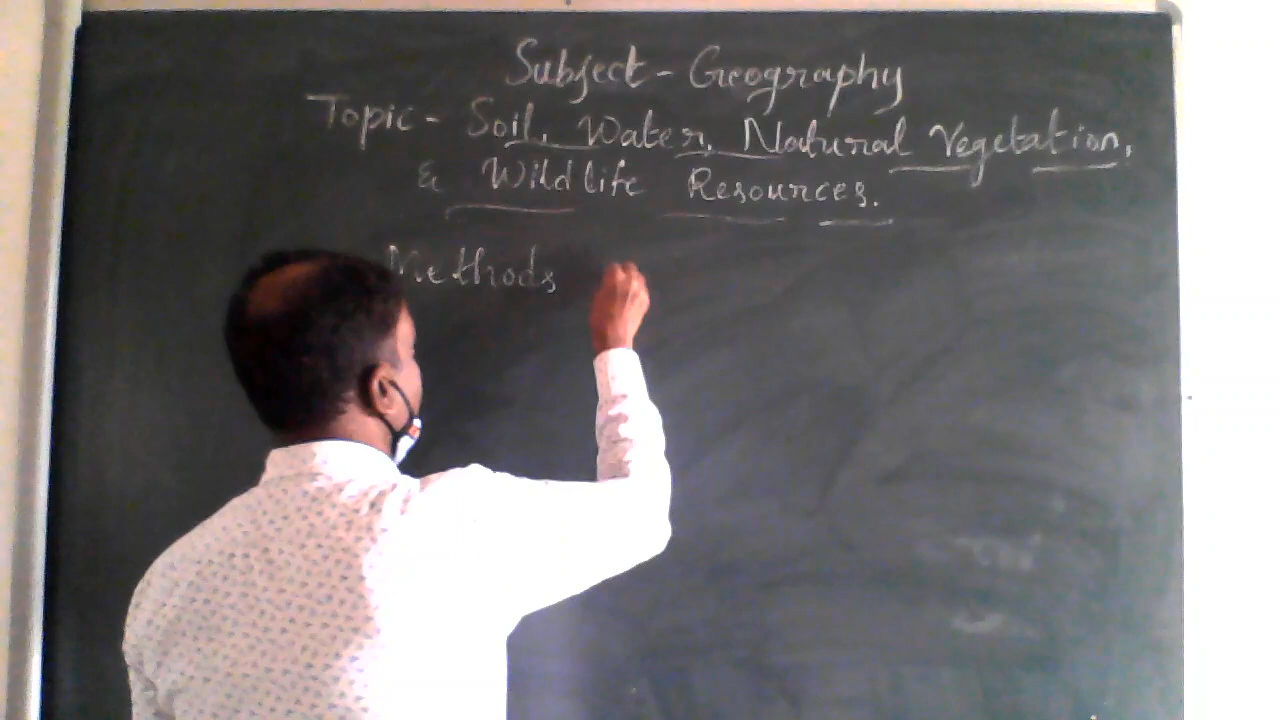 Subject - Geography
Topic - Soil, Water, Natural Vegetation,
& Wildlife Resources.
Methods